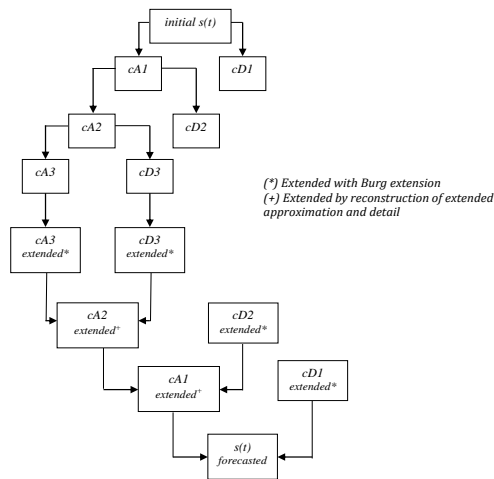 initial s(t)
cA1
cD1
cA2
cD2
cA3
cD3
(*) Extended with Burg extension
(+) Extended by reconstruction of extended
approximation and detail
cA3
extended*
cD3
extended*
cA2
extended+
cD2
extended*
cA1
extended+
cD1
extended*
s(t)
forecasted